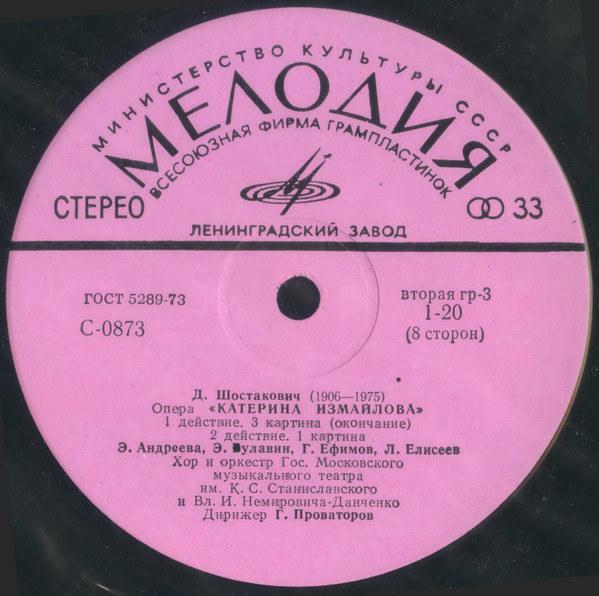 МИНИСТЕРСТВО КУЛЬТУРЫ СССР
МЕЛОДИЯ
ВСЕСОЮЗНАЯ ФИРМА ГРАМПЛАСТИНОК
СТЕРЕО 33
ЛЕНИНГРАДСКИЙ ЗАВОД
ГОСТ 5289-73 вторая гр-3
С-0873 1-20
(8 сторон)
Д. Шостакович (1906—1975)
Опера «КАТЕРИНА ИЗМАЙЛОВА»
1 действие. 3 картина (окончание)
2 действие. 1 картина
Э. Андреева, Э. Булавин, Г. Ефимов, Л. Елисеев
Хор и оркестр Гос. Московского
музыкального театра
им. К. С. Станиславского
и Вл. И. Немировича-Данченко
Дирижер Г. Проваторов